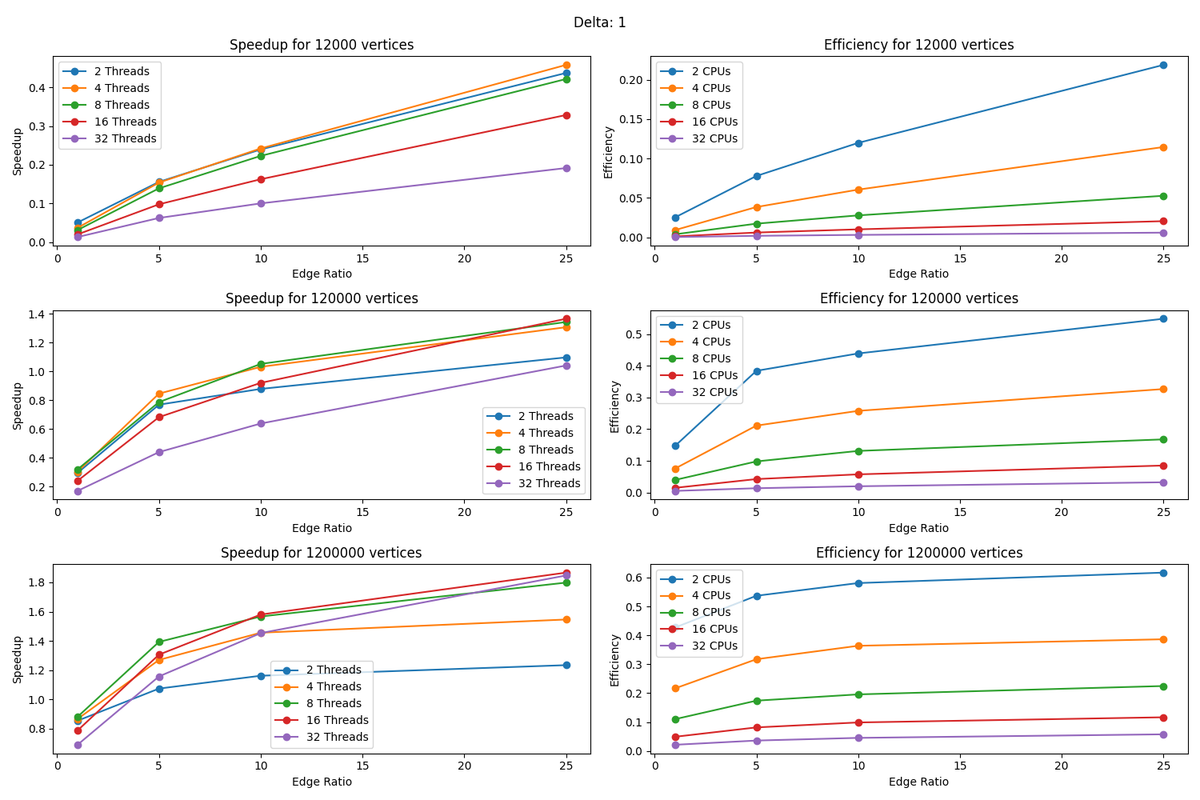 Delta: 1
Speedup for 12000 vertices
Speedup
0.4
0.3
0.2
0.1
0.0
2 Threads
4 Threads
8 Threads
16 Threads
32 Threads
0 5 10 15 20 25
Edge Ratio
Efficiency for 12000 vertices
Efficiency
0.20
0.15
0.10
0.05
0.00
2 CPUs
4 CPUs
8 CPUs
16 CPUs
32 CPUs
0 5 10 15 20 25
Edge Ratio
Speedup for 120000 vertices
Speedup
1.4
1.2
1.0
0.8
0.6
0.4
0.2
2 Threads
4 Threads
8 Threads
16 Threads
32 Threads
0 5 10 15 20 25
Edge Ratio
Efficiency for 120000 vertices
Efficiency
0.5
0.4
0.3
0.2
0.1
0.0
2 CPUs
4 CPUs
8 CPUs
16 CPUs
32 CPUs
0 5 10 15 20 25
Edge Ratio
Speedup for 1200000 vertices
Speedup
1.8
1.6
1.4
1.2
1.0
0.8
2 Threads
4 Threads
8 Threads
16 Threads
32 Threads
0 5 10 15 20 25
Edge Ratio
Efficiency for 1200000 vertices
Efficiency
0.6
0.5
0.4
0.3
0.2
0.1
0.0
2 CPUs
4 CPUs
8 CPUs
16 CPUs
32 CPUs
0 5 10 15 20 25
Edge Ratio